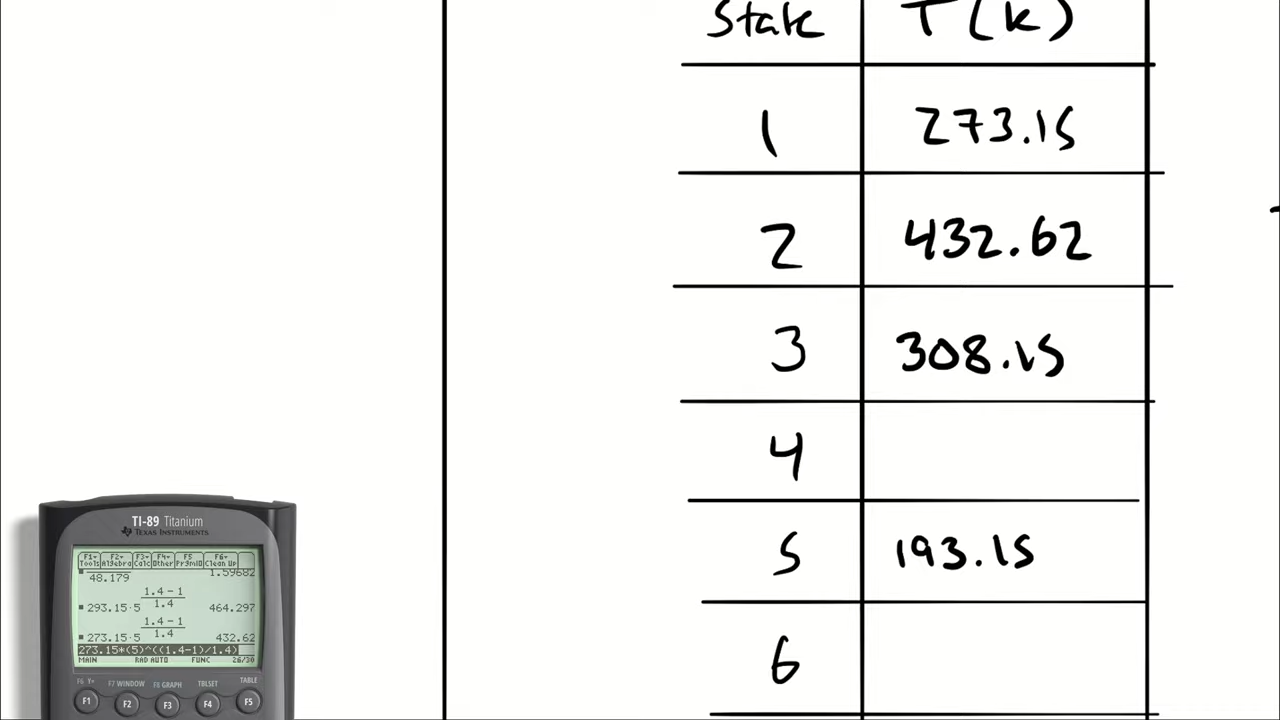 State T(K)
1 273.15
2 432.62
3 308.15
4
5 193.15
6
TI-89 Titanium
TEXAS INSTRUMENTS
F1 F2 F3 F4 F5 F6
Tools Algebra Calc Other PrgmIO Clean Up
48.179 1.59682
1.4 - 1
1.4
293.15·5 464.297
1.4 - 1
1.4
273.15·5 432.62
273.15*(5)^((1.4-1)/1.4)
MAIN RAD AUTO FUNC 26/30
F6 Y= F7 WINDOW F8 GRAPH TBLSET TABLE
F1 F2 F3 F4 F5